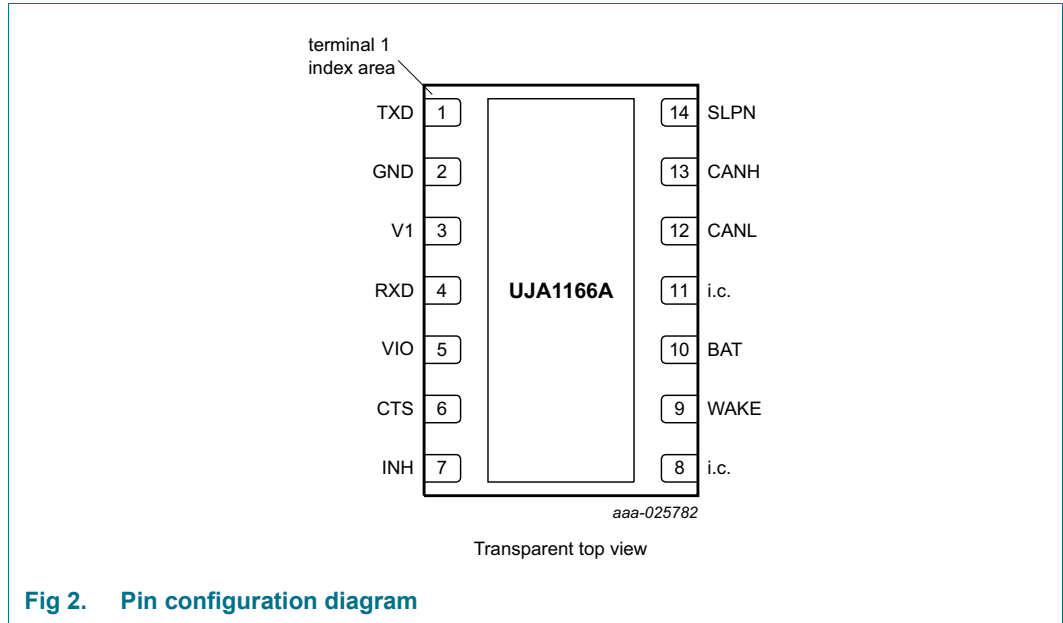 terminal 1
index area
TXD 1
GND 2
V1 3
RXD 4
VIO 5
CTS 6
INH 7
UJA1166A
14 SLPN
13 CANH
12 CANL
11 i.c.
10 BAT
9 WAKE
8 i.c.
aaa-025782
Transparent top view
Fig 2. Pin configuration diagram